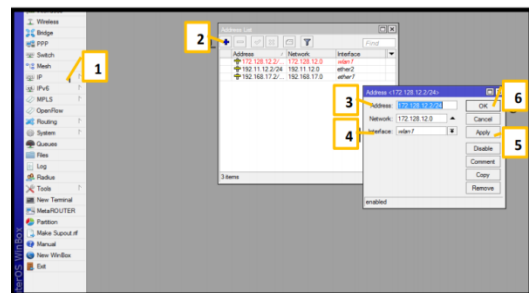 Wireless
Bridge
PPP
Switch
Mesh
IP
IPv6
MPLS
OpenFlow
Routing
System
Queues
Files
Log
Radius
Tools
New Terminal
MetaROUTER
Partition
Make Supout.rif
Manual
New WinBox
Exit
terOS WinBox
1
2
Address List
Find
Address Network Interface
172.128.12.2/... 172.128.12.0 wlan1
192.11.12.2/24 192.11.12.0 ether2
192.168.17.2/... 192.168.17.0 ether1
3 items
Address <172.128.12.2/24>
3
Address: 172.128.12.2/24
Network: 172.128.12.0
4
Interface: wlan1
OK
6
Cancel
Apply
5
Disable
Comment
Copy
Remove
enabled